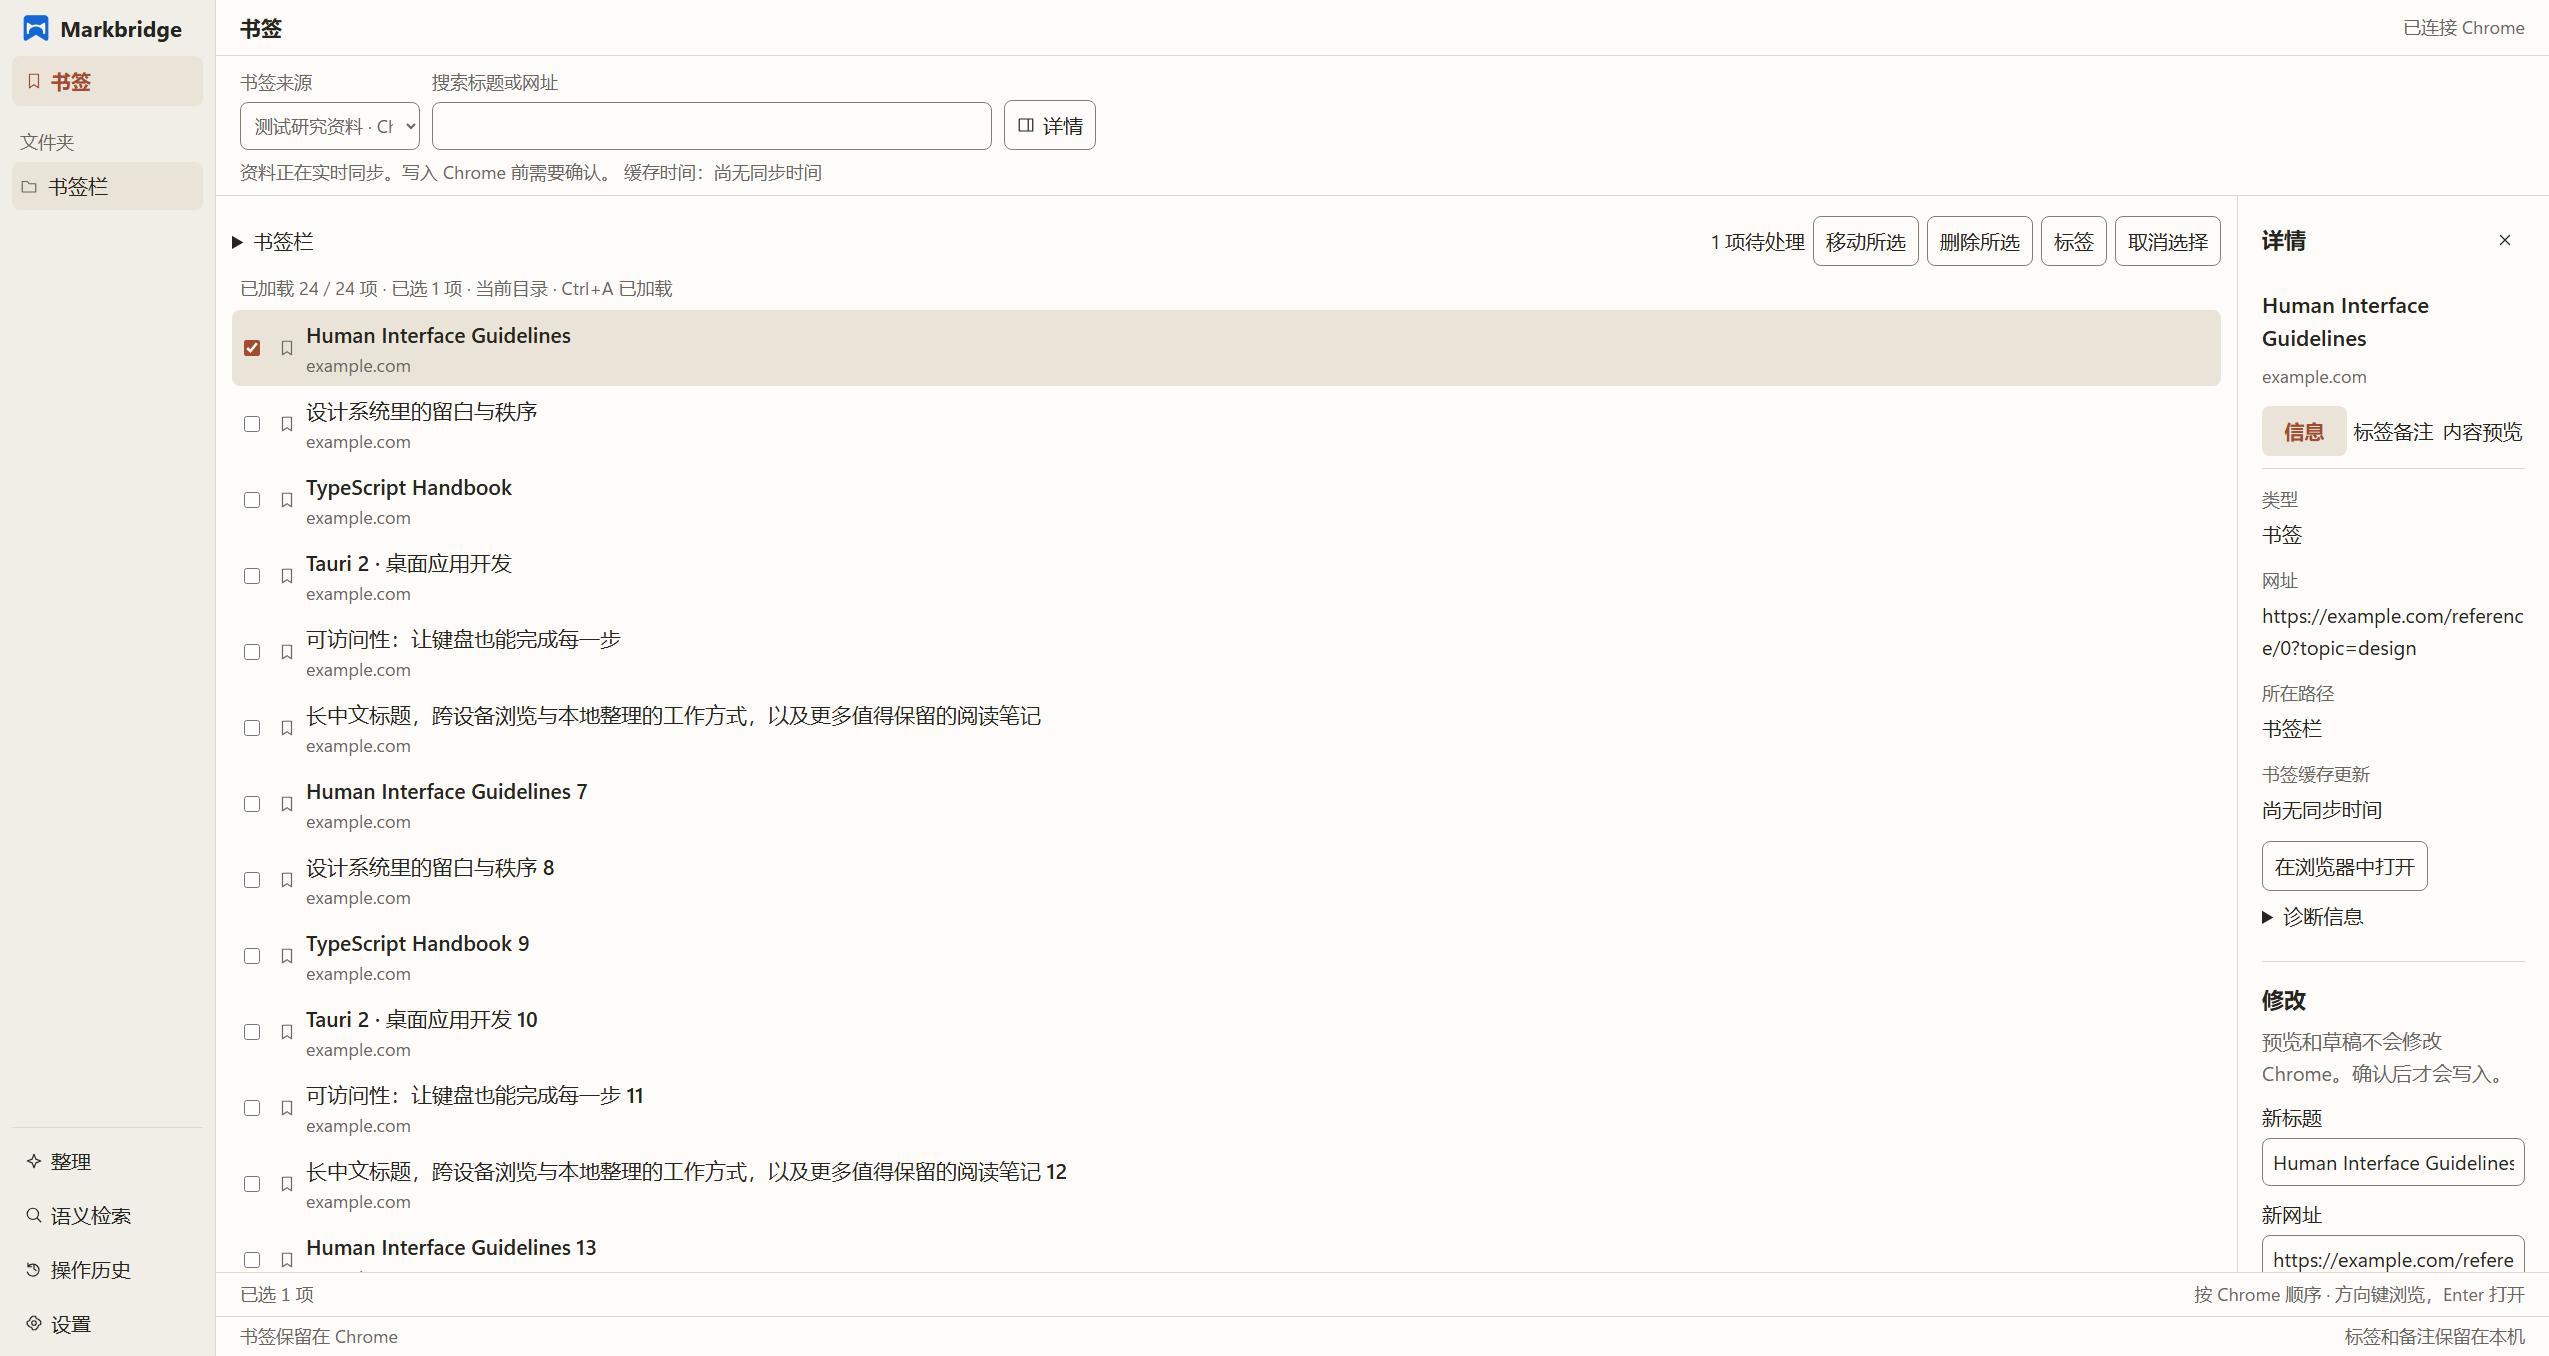 Markbridge
书签
文件夹
书签栏
整理
语义检索
操作历史
设置
书签
已连接 Chrome
书签来源
搜索标题或网址
测试研究资料 · Ch
详情
资料正在实时同步。写入 Chrome 前需要确认。 缓存时间：尚无同步时间
书签栏
1 项待处理
移动所选
删除所选
标签
取消选择
已加载 24 / 24 项 · 已选 1 项 · 当前目录 · Ctrl+A 已加载
Human Interface Guidelines
example.com
设计系统里的留白与秩序
example.com
TypeScript Handbook
example.com
Tauri 2 · 桌面应用开发
example.com
可访问性：让键盘也能完成每一步
example.com
长中文标题，跨设备浏览与本地整理的工作方式，以及更多值得保留的阅读笔记
example.com
Human Interface Guidelines 7
example.com
设计系统里的留白与秩序 8
example.com
TypeScript Handbook 9
example.com
Tauri 2 · 桌面应用开发 10
example.com
可访问性：让键盘也能完成每一步 11
example.com
长中文标题，跨设备浏览与本地整理的工作方式，以及更多值得保留的阅读笔记 12
example.com
Human Interface Guidelines 13
详情
Human Interface
Guidelines
example.com
信息
标签备注
内容预览
类型
书签
网址
https://example.com/referenc
e/0?topic=design
所在路径
书签栏
书签缓存更新
尚无同步时间
在浏览器中打开
诊断信息
修改
预览和草稿不会修改
Chrome。确认后才会写入。
新标题
Human Interface Guidelines
新网址
https://example.com/refere
已选 1 项
按 Chrome 顺序 · 方向键浏览，Enter 打开
书签保留在 Chrome
标签和备注保留在本机